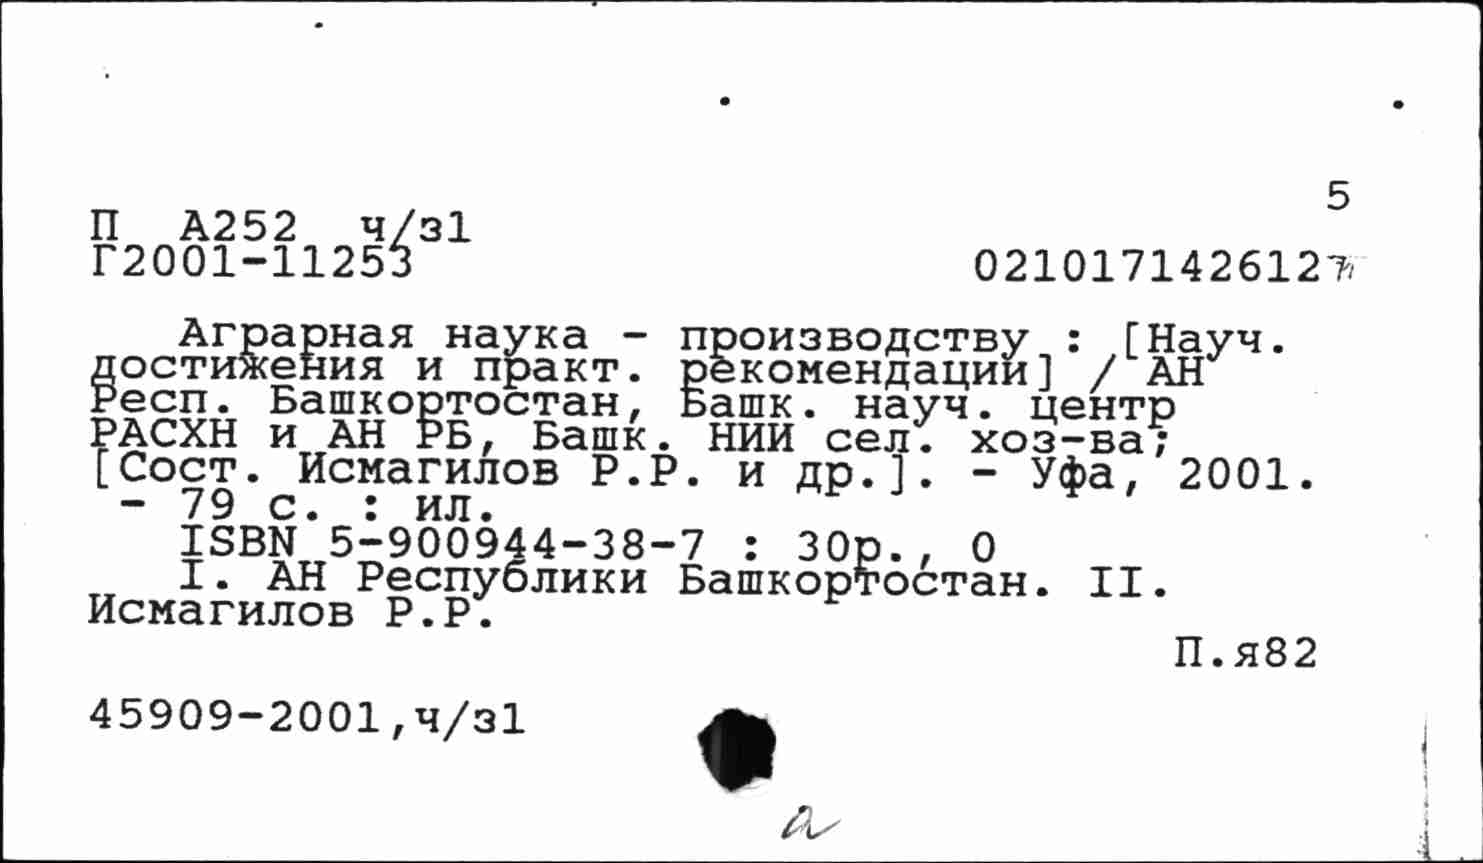 5
П А252 ч/з1
Г2001-11253
021017142612
Аграрная наука - производству : [Науч.
достижения и практ. рекомендации] / АН
Респ. Башкортостан, Башк. науч. центр
РАСХН и АН РБ, Башк. НИИ сел. хоз-ва;
[Сост. Исмагилов Р.Р. и др.]. - Уфа, 2001.
- 79 с. : ил.
ISBN 5-900944-38-7 : 30р., 0
I. АН Республики Башкортостан. II.
Исмагилов Р.Р.
П.я82
45909-2001,ч/з1
а